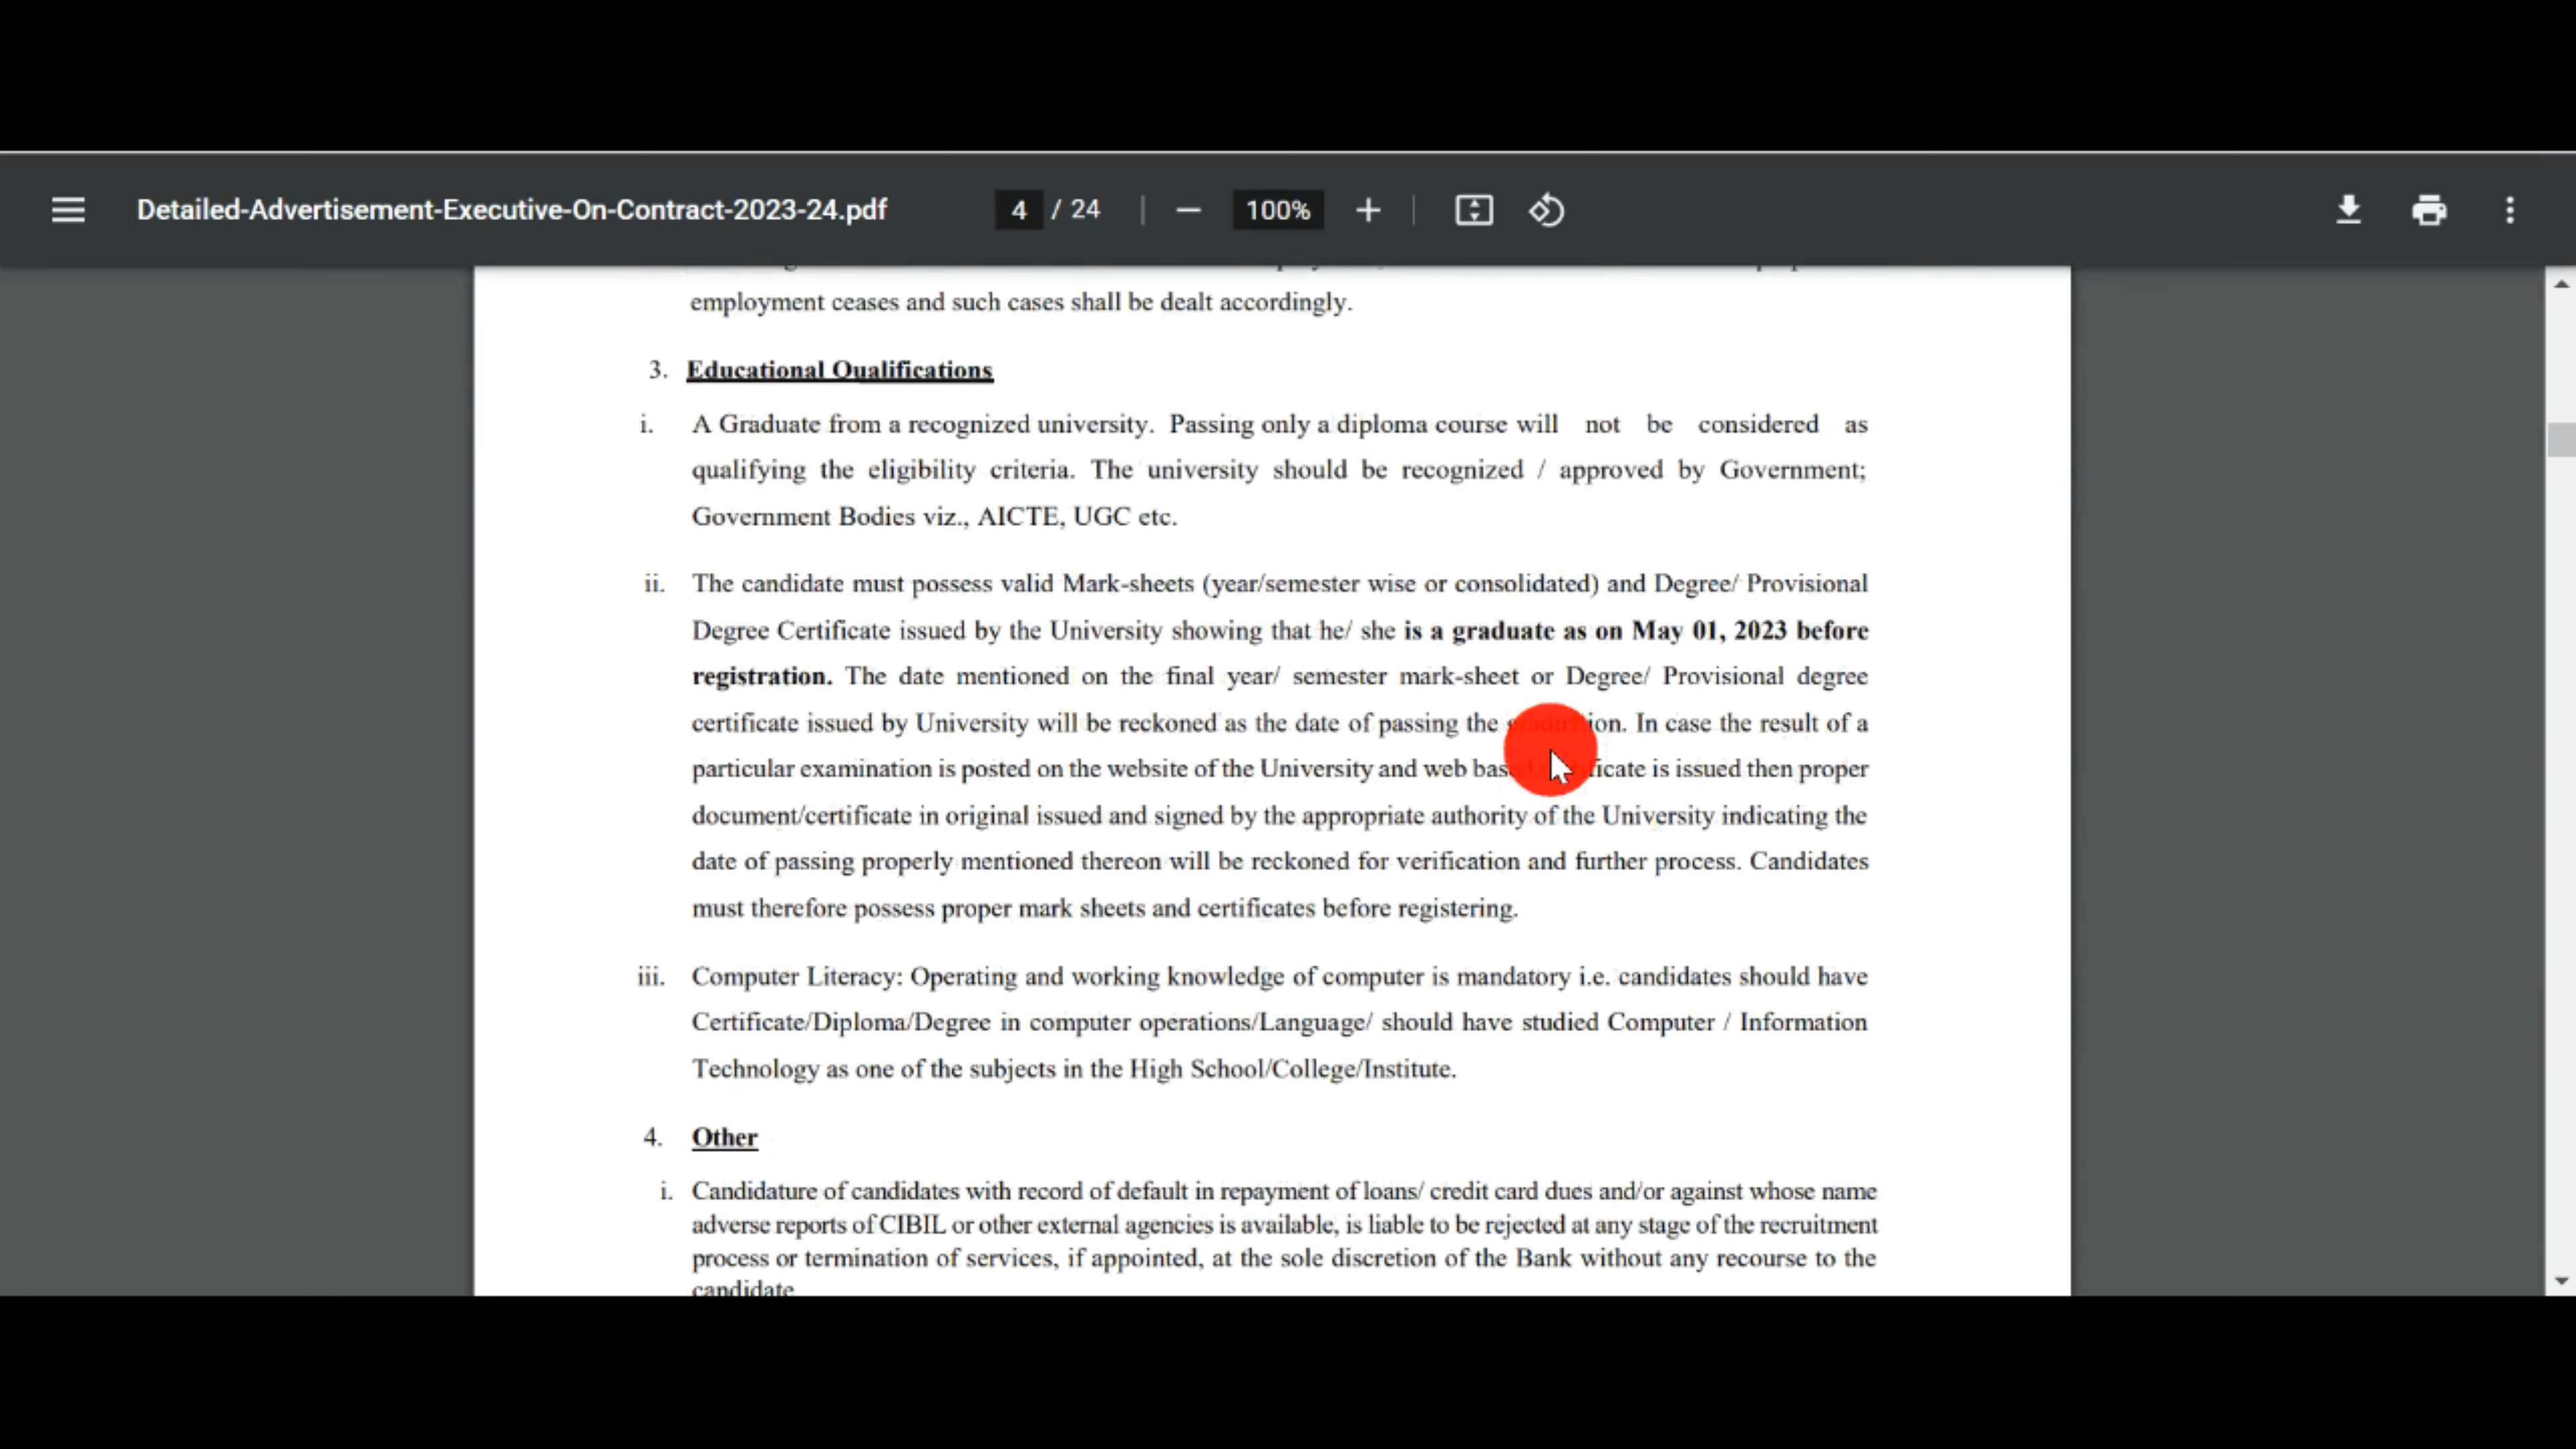 Detailed-Advertisement-Executive-On-Contract-2023-24.pdf
4 / 24
100%
employment ceases and such cases shall be dealt accordingly.
3. Educational Qualifications
i. A Graduate from a recognized university. Passing only a diploma course will not be considered as
qualifying the eligibility criteria. The university should be recognized / approved by Government;
Government Bodies viz., AICTE, UGC etc.
ii. The candidate must possess valid Mark-sheets (year/semester wise or consolidated) and Degree/ Provisional
Degree Certificate issued by the University showing that he/ she is a graduate as on May 01, 2023 before
registration. The date mentioned on the final year/ semester mark-sheet or Degree/ Provisional degree
certificate issued by University will be reckoned as the date of passing the In case the result of a
particular examination is posted on the website of the University and web is issued then proper
document/certificate in original issued and signed by the appropriate authority of the University indicating the
date of passing properly mentioned thereon will be reckoned for verification and further process. Candidates
must therefore possess proper mark sheets and certificates before registering.
iii. Computer Literacy: Operating and working knowledge of computer is mandatory i.e. candidates should have
Certificate/Diploma/Degree in computer operations/Language/ should have studied Computer / Information
Technology as one of the subjects in the High School/College/Institute.
4. Other
i. Candidature of candidates with record of default in repayment of loans/ credit card dues and/or against whose name
adverse reports of CIBIL or other external agencies is available, is liable to be rejected at any stage of the recruitment
process or termination of services, if appointed, at the sole discretion of the Bank without any recourse to the
candidate